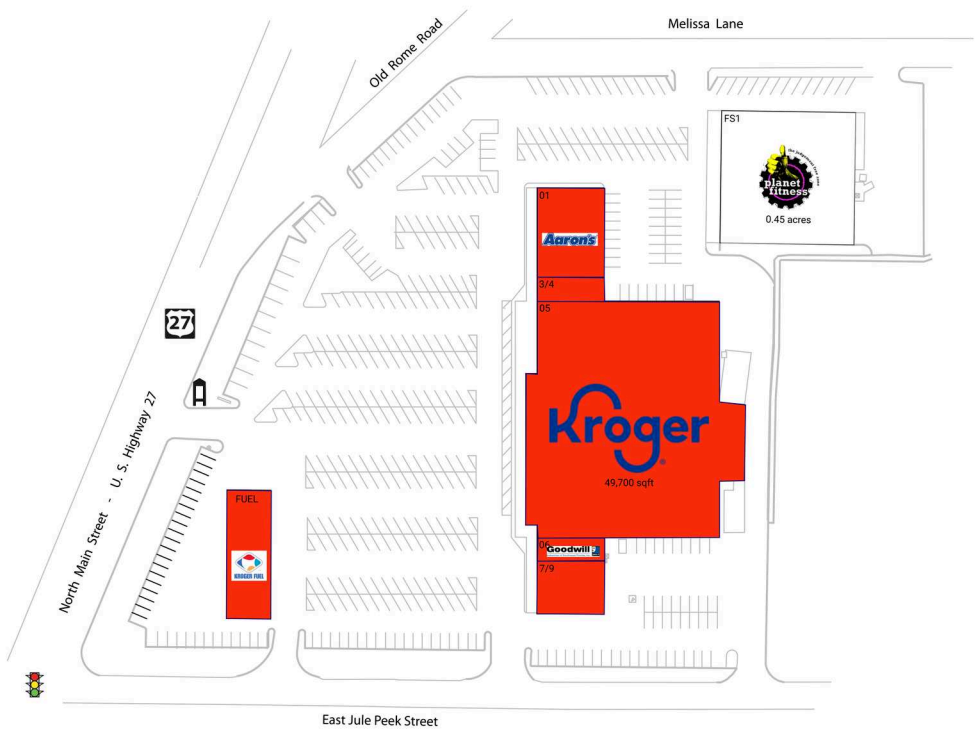 Melissa Lane
Old Rome Road
FS1
planet
fitness
0.45 acres
01
Aaron's
3/4
05
27
Kroger
49,700 sqft
North Main Street - U. S. Highway 27
FUEL
KROGER FUEL
06
Goodwill
7/9
East Jule Peek Street